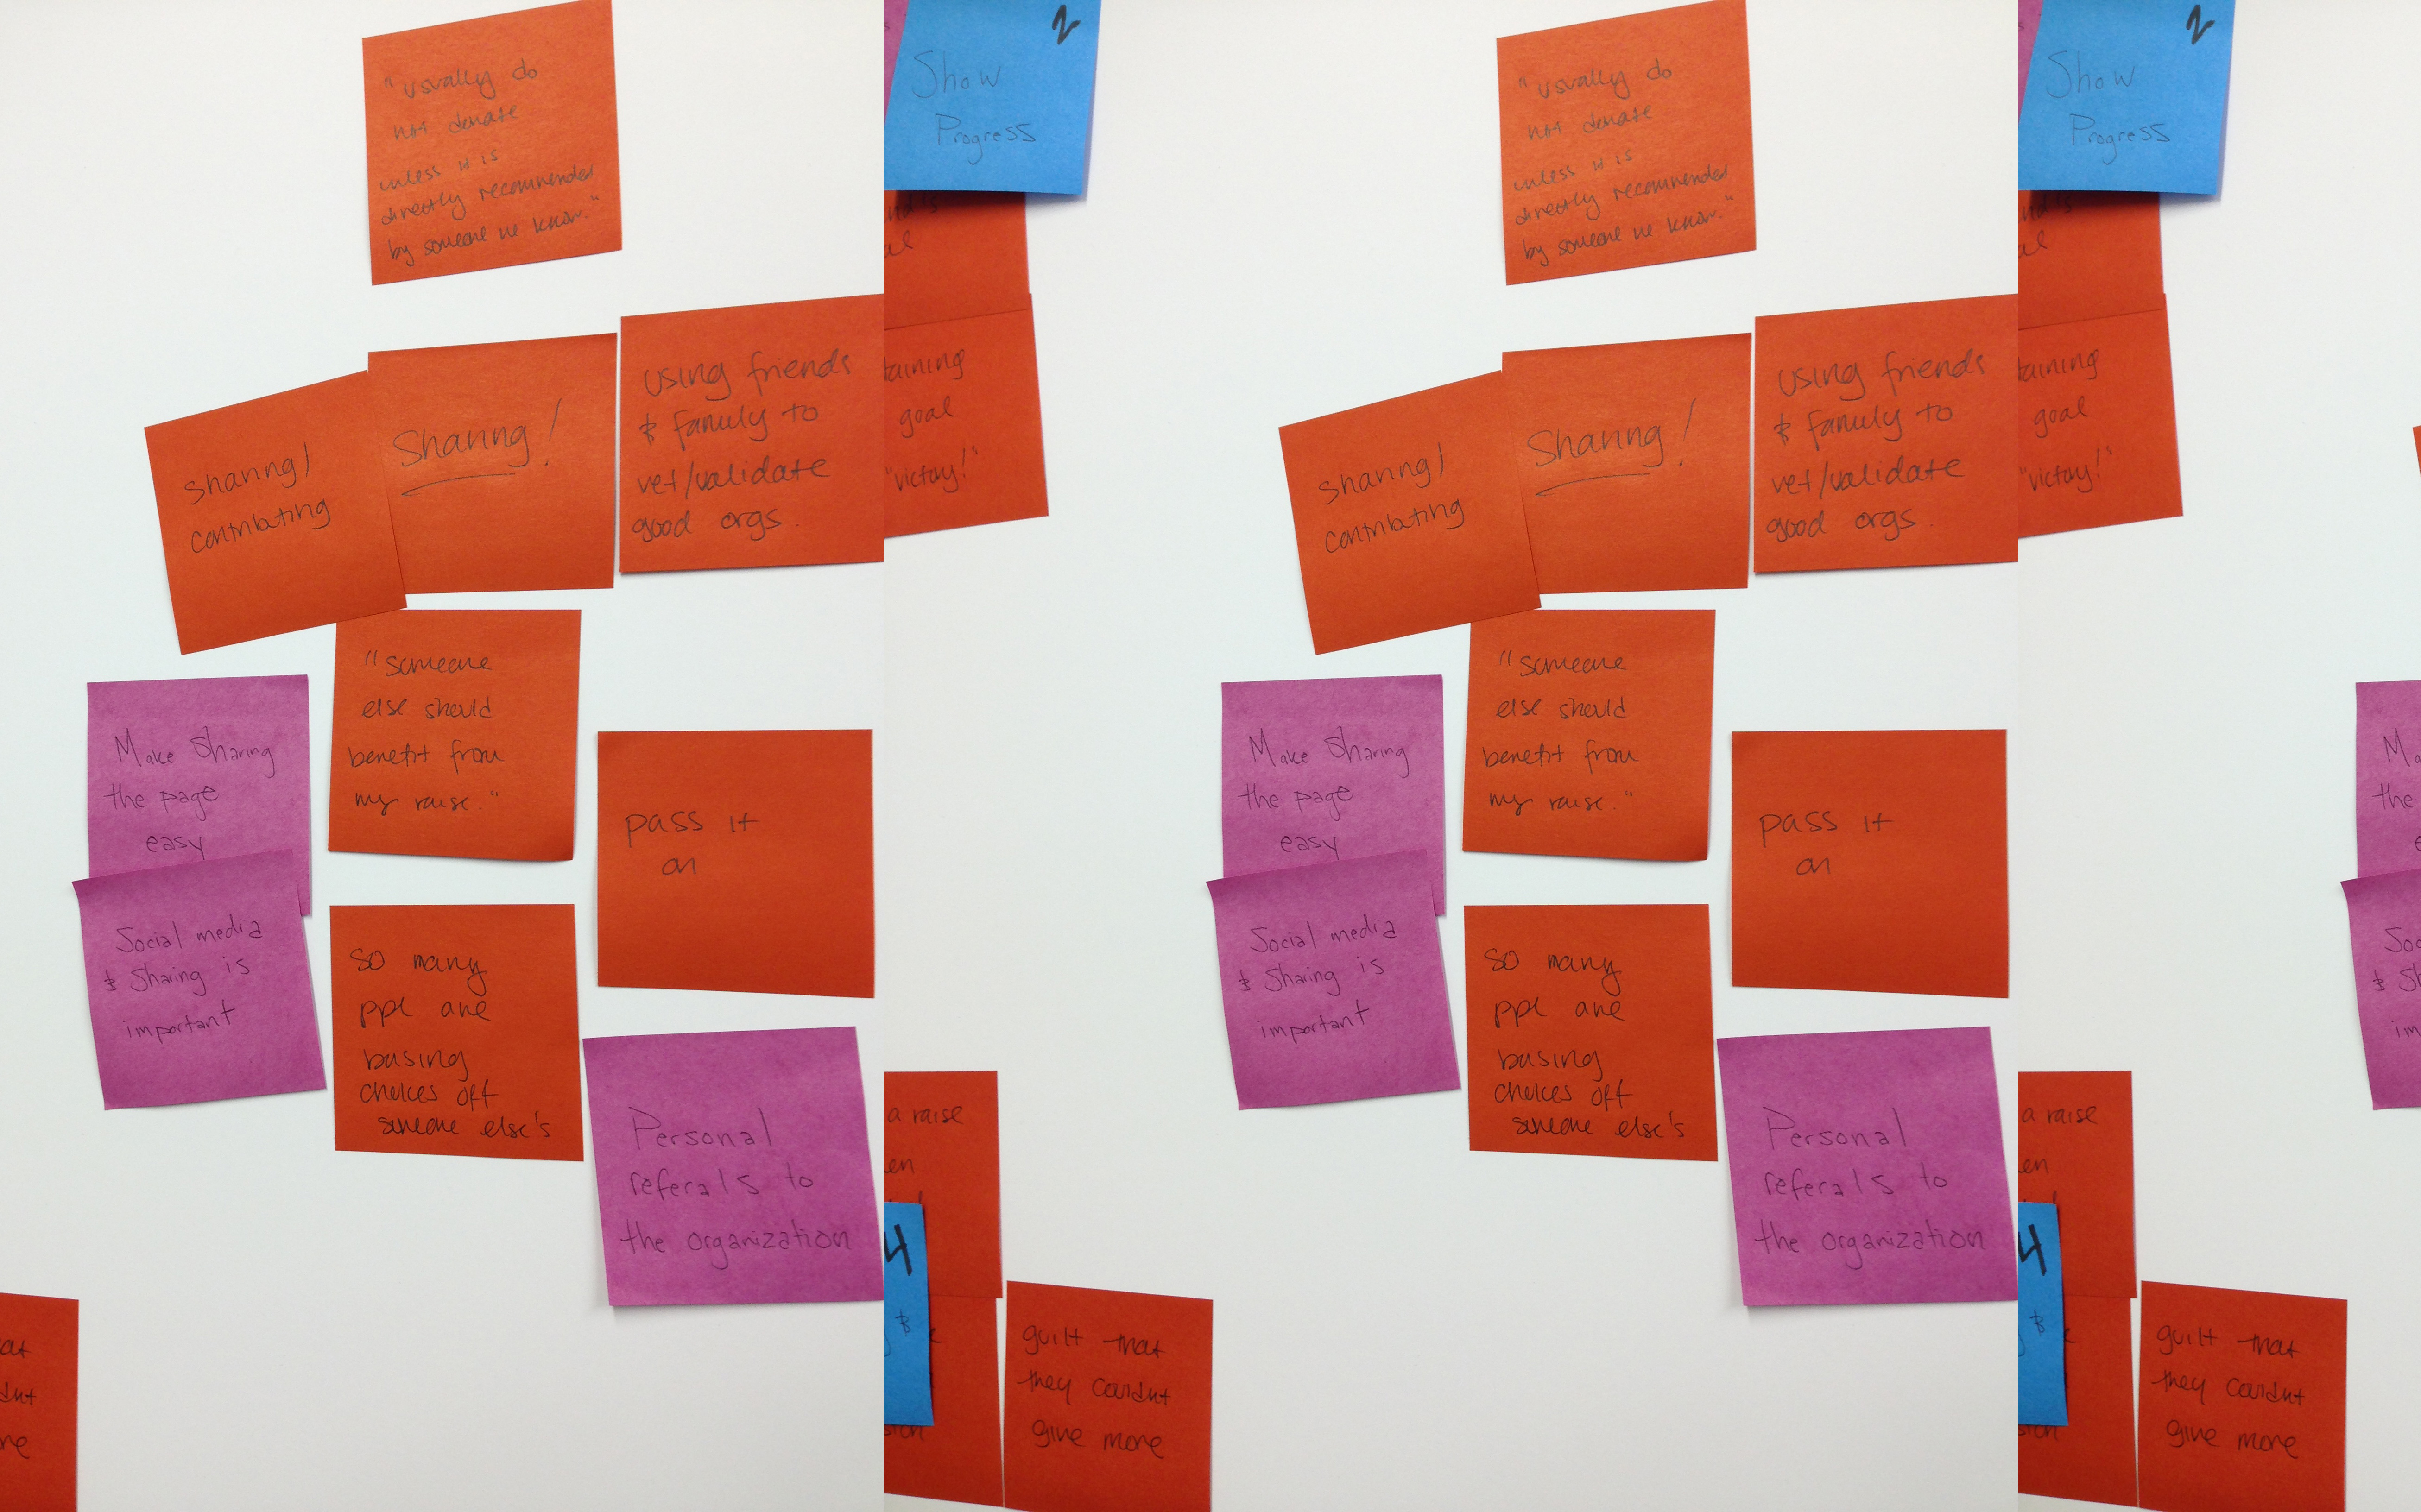 "usually do
not donate
unless it is
directly recommended
by someone we know."
sharing/
contributing
Sharing!
using friends
& family to
vet/validate
good orgs.
"someone
else should
benefit from
my raise."
Make Sharing
the page
easy
Social media
& Sharing is
important
pass it
on
so many
ppl are
basing
choices off
someone else's
Personal
referals to
the organization
2
Show
Progress
goal
"victory!"
a raise
4
$
guilt that
they couldnt
give more
"usually do
not donate
unless it is
directly recommended
by someone we know."
sharing/
contributing
Sharing!
using friends
& family to
vet/validate
good orgs.
"someone
else should
benefit from
my raise."
Make Sharing
the page
easy
Social media
& Sharing is
important
pass it
on
so many
ppl are
basing
choices off
someone else's
Personal
referals to
the organization
2
Show
Progress
goal
"victory!"
a raise
4
$
guilt that
they couldnt
give more
the